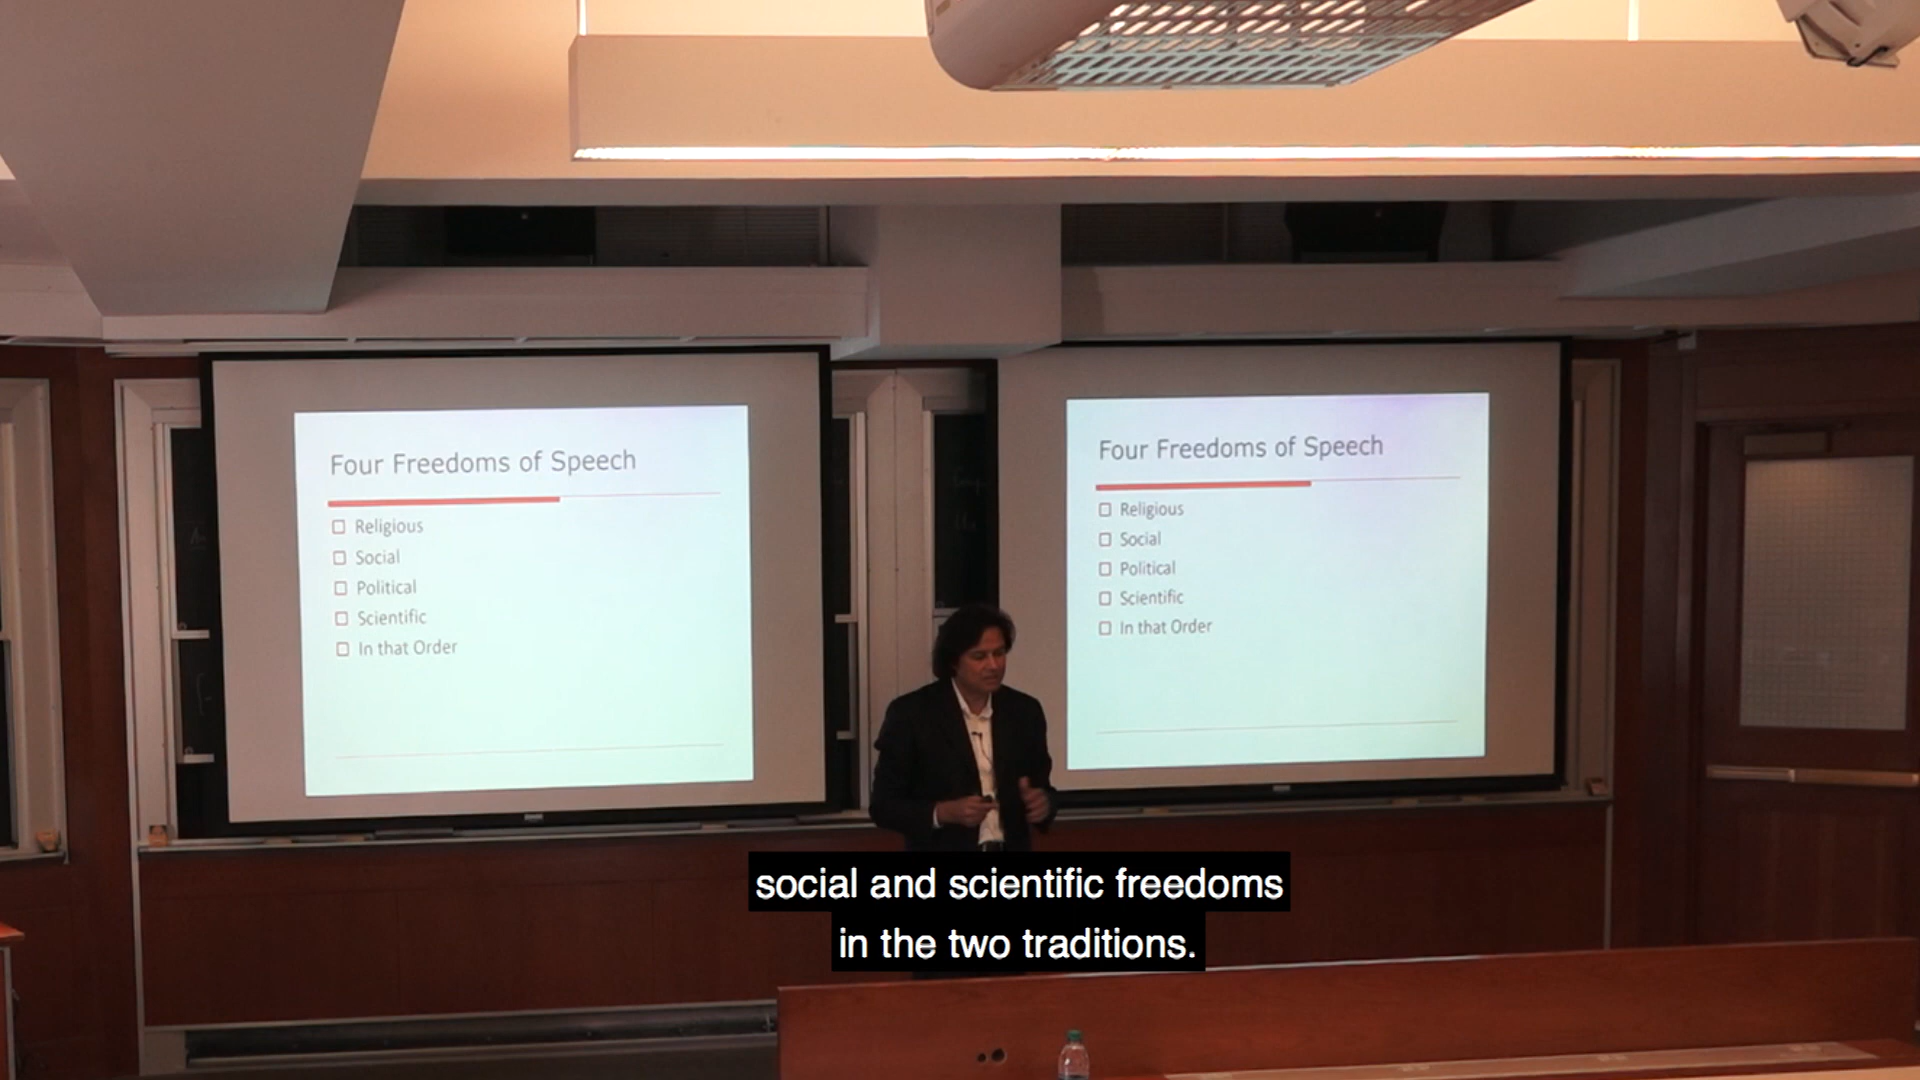 Four Freedoms of Speech
Religious
Social
Political
Scientific
In that Order
Four Freedoms of Speech
Religious
Social
Political
Scientific
In that Order
social and scientific freedoms
in the two traditions.